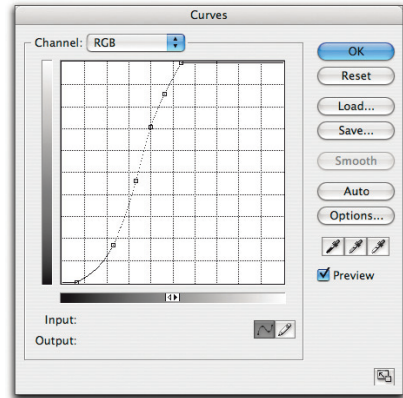 Curves
Channel: RGB
OK
Reset
Load...
Save...
Smooth
Auto
Options...
Preview
Input:
Output: